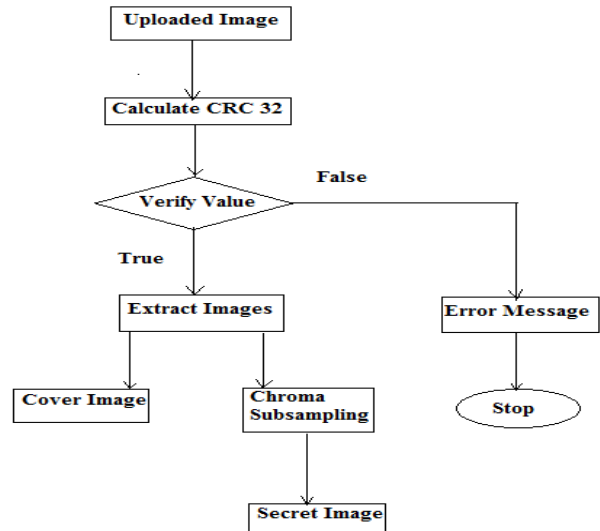 Uploaded Image
Calculate CRC 32
Verify Value
False
True
Extract Images
Error Message
Cover Image
Chroma
Subsampling
Stop
Secret Image